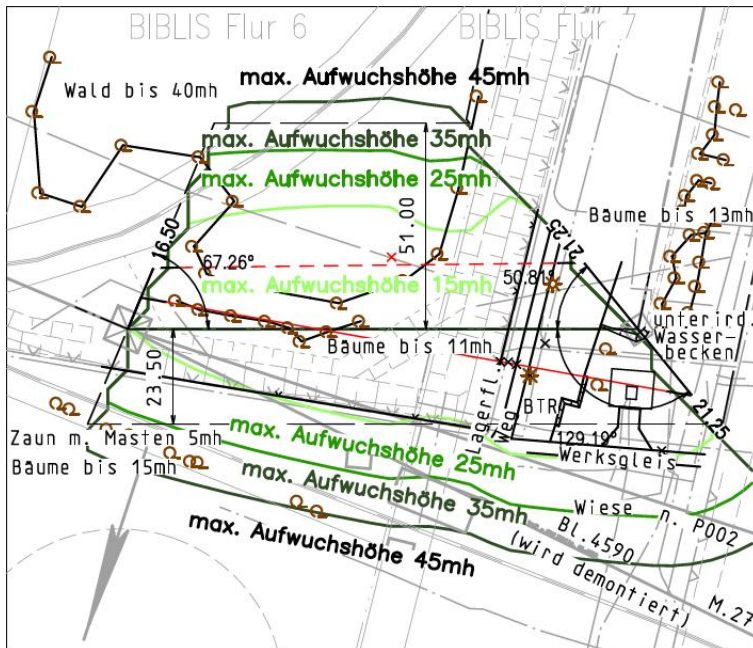 BIBLIS Flur 6
BIBLIS Flur 7
max. Aufwuchshöhe 45mh
Wald bis 40mh
max. Aufwuchshöhe 35mh
max. Aufwuchshöhe 25mh
Bäume bis 13mh
16.50
51.00
21.25
67.26°
50.81°
max. Aufwuchshöhe 15mh
unterird.
Wasser-
becken
Bäume bis 11mh
23.50
Lagerfl.
Weg
BTR
21.25
129.19°
Zaun m. Masten 5mh
Bäume bis 15mh
max. Aufwuchshöhe 25mh
Werksgleis
max. Aufwuchshöhe 35mh
Wiese
n. P002
max. Aufwuchshöhe 45mh
Bl.4590
(wird demontiert)
M.27